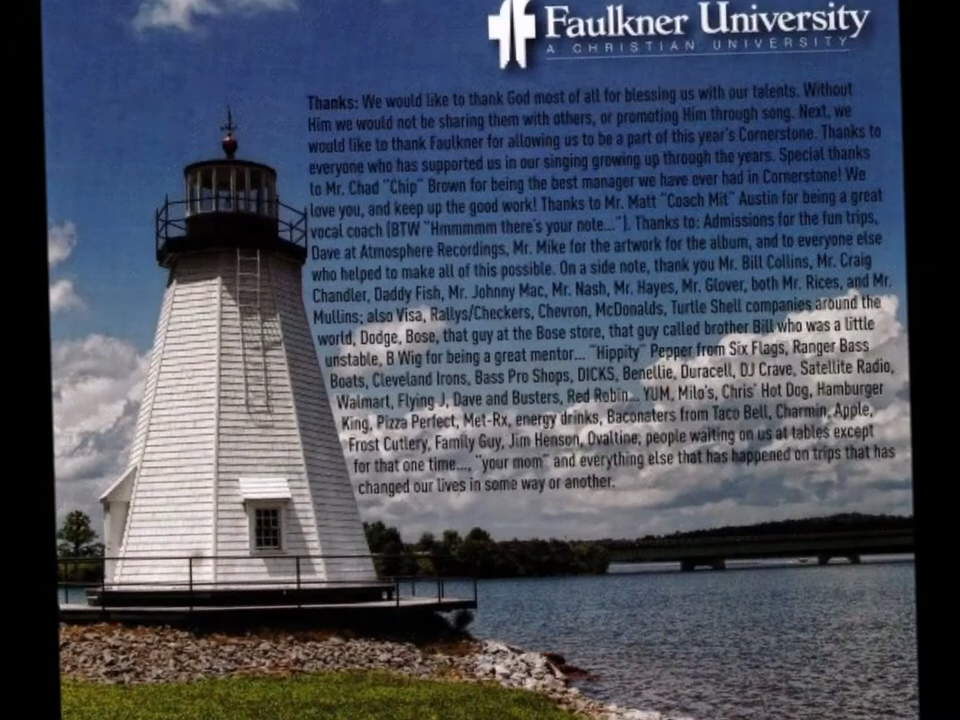 Faulkner University
A CHRISTIAN UNIVERSITY
Thanks: We would like to thank God most of all for blessing us with our talents. Without
Him we would not be sharing them with others, or promoting Him through song. Next, we
would like to thank Faulkner for allowing us to be a part of this year's Cornerstone. Thanks to
everyone who has supported us in our singing growing up through the years. Special thanks
to Mr. Chad "Chip" Brown for being the best manager we have ever had in Cornerstone! We
love you, and keep up the good work! Thanks to Mr. Matt "Coach Mit" Austin for being a great
vocal coach (BTW "Hmmmmm there's your note..."). Thanks to: Admissions for the fun trips,
Dave at Atmosphere Recordings, Mr. Mike for the artwork for the album, and to everyone else
who helped to make all of this possible. On a side note, thank you Mr. Bill Collins, Mr. Craig
Chandler, Daddy Fish, Mr. Johnny Mac, Mr. Nash, Mr. Hayes, Mr. Glover, both Mr. Rices, and Mr.
Mullins; also Visa, Rallys/Checkers, Chevron, McDonalds, Turtle Shell companies around the
world, Dodge, Bose, that guy at the Bose store, that guy called brother Bill who was a little
unstable, B Wig for being a great mentor... "Hippity" Pepper from Six Flags, Ranger Bass
Boats, Cleveland Irons, Bass Pro Shops, DICKS, Benellie, Duracell, DJ Crave, Satellite Radio,
Walmart, Flying J, Dave and Busters, Red Robin... YUM, Milo's, Chris' Hot Dog, Hamburger
King, Pizza Perfect, Met-Rx, energy drinks, Baconaters from Taco Bell, Charmin, Apple,
Frost Cutlery, Family Guy, Jim Henson, Ovaltine; people waiting on us at tables except
for that one time..., "your mom" and everything else that has happened on trips that has
changed our lives in some way or another.